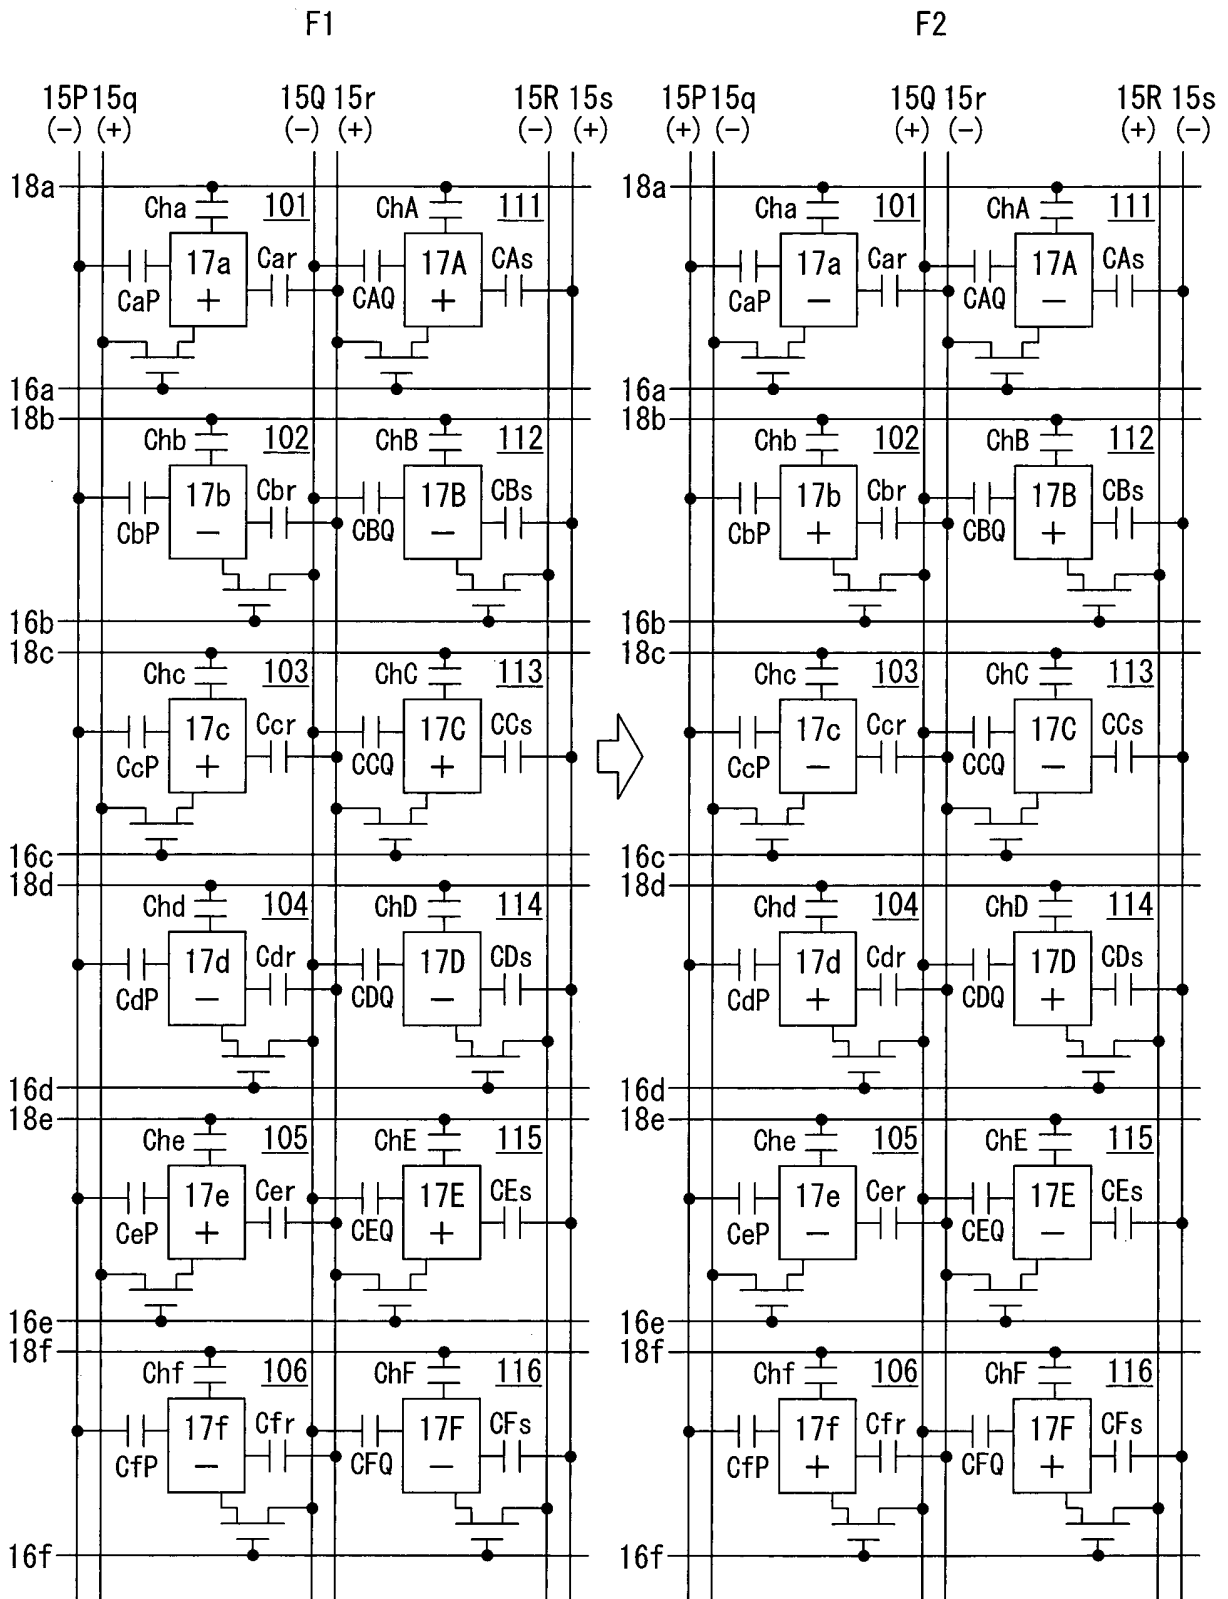 F1 F2
15P 15q 15Q 15r 15R 15s 15P 15q 15Q 15r 15R 15s
(−) (+) (−) (+) (−) (+) (+) (−) (+) (−) (+) (−)
18a 18a
Cha 101 ChA 111 Cha 101 ChA 111
17a Car 17A CAs 17a Car 17A CAs
CaP + CAQ + CaP − CAQ −
16a 16a
18b 18b
Chb 102 ChB 112 Chb 102 ChB 112
17b Cbr 17B CBs 17b Cbr 17B CBs
CbP − CBQ − CbP + CBQ +
16b 16b
18c 18c
Chc 103 ChC 113 Chc 103 ChC 113
17c Ccr 17C CCs 17c Ccr 17C CCs
CcP + CCQ + CcP − CCQ −
16c 16c
18d 18d
Chd 104 ChD 114 Chd 104 ChD 114
17d Cdr 17D CDs 17d Cdr 17D CDs
CdP − CDQ − CdP + CDQ +
16d 16d
18e 18e
Che 105 ChE 115 Che 105 ChE 115
17e Cer 17E CEs 17e Cer 17E CEs
CeP + CEQ + CeP − CEQ −
16e 16e
18f 18f
Chf 106 ChF 116 Chf 106 ChF 116
17f Cfr 17F CFs 17f Cfr 17F CFs
CfP − CFQ − CfP + CFQ +
16f 16f